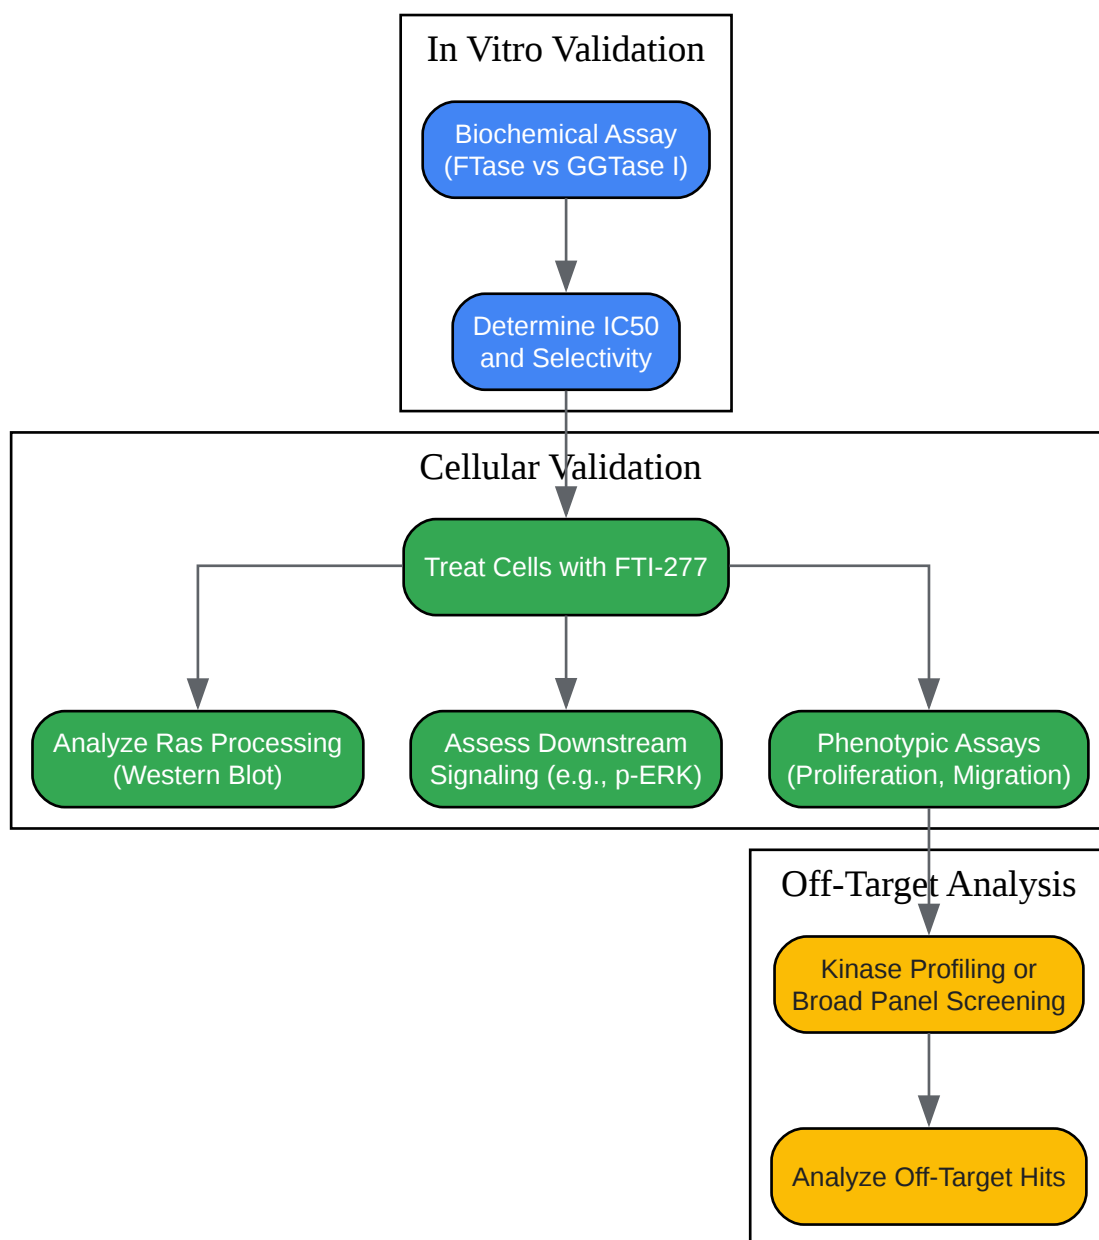 In Vitro Validation
Biochemical Assay
(FTase vs GGTase I)
Determine IC50
and Selectivity
Cellular Validation
Treat Cells with FTI-277
Analyze Ras Processing
(Western Blot)
Assess Downstream
Signaling (e.g., p-ERK)
Phenotypic Assays
(Proliferation, Migration)
Off-Target Analysis
Kinase Profiling or
Broad Panel Screening
Analyze Off-Target Hits